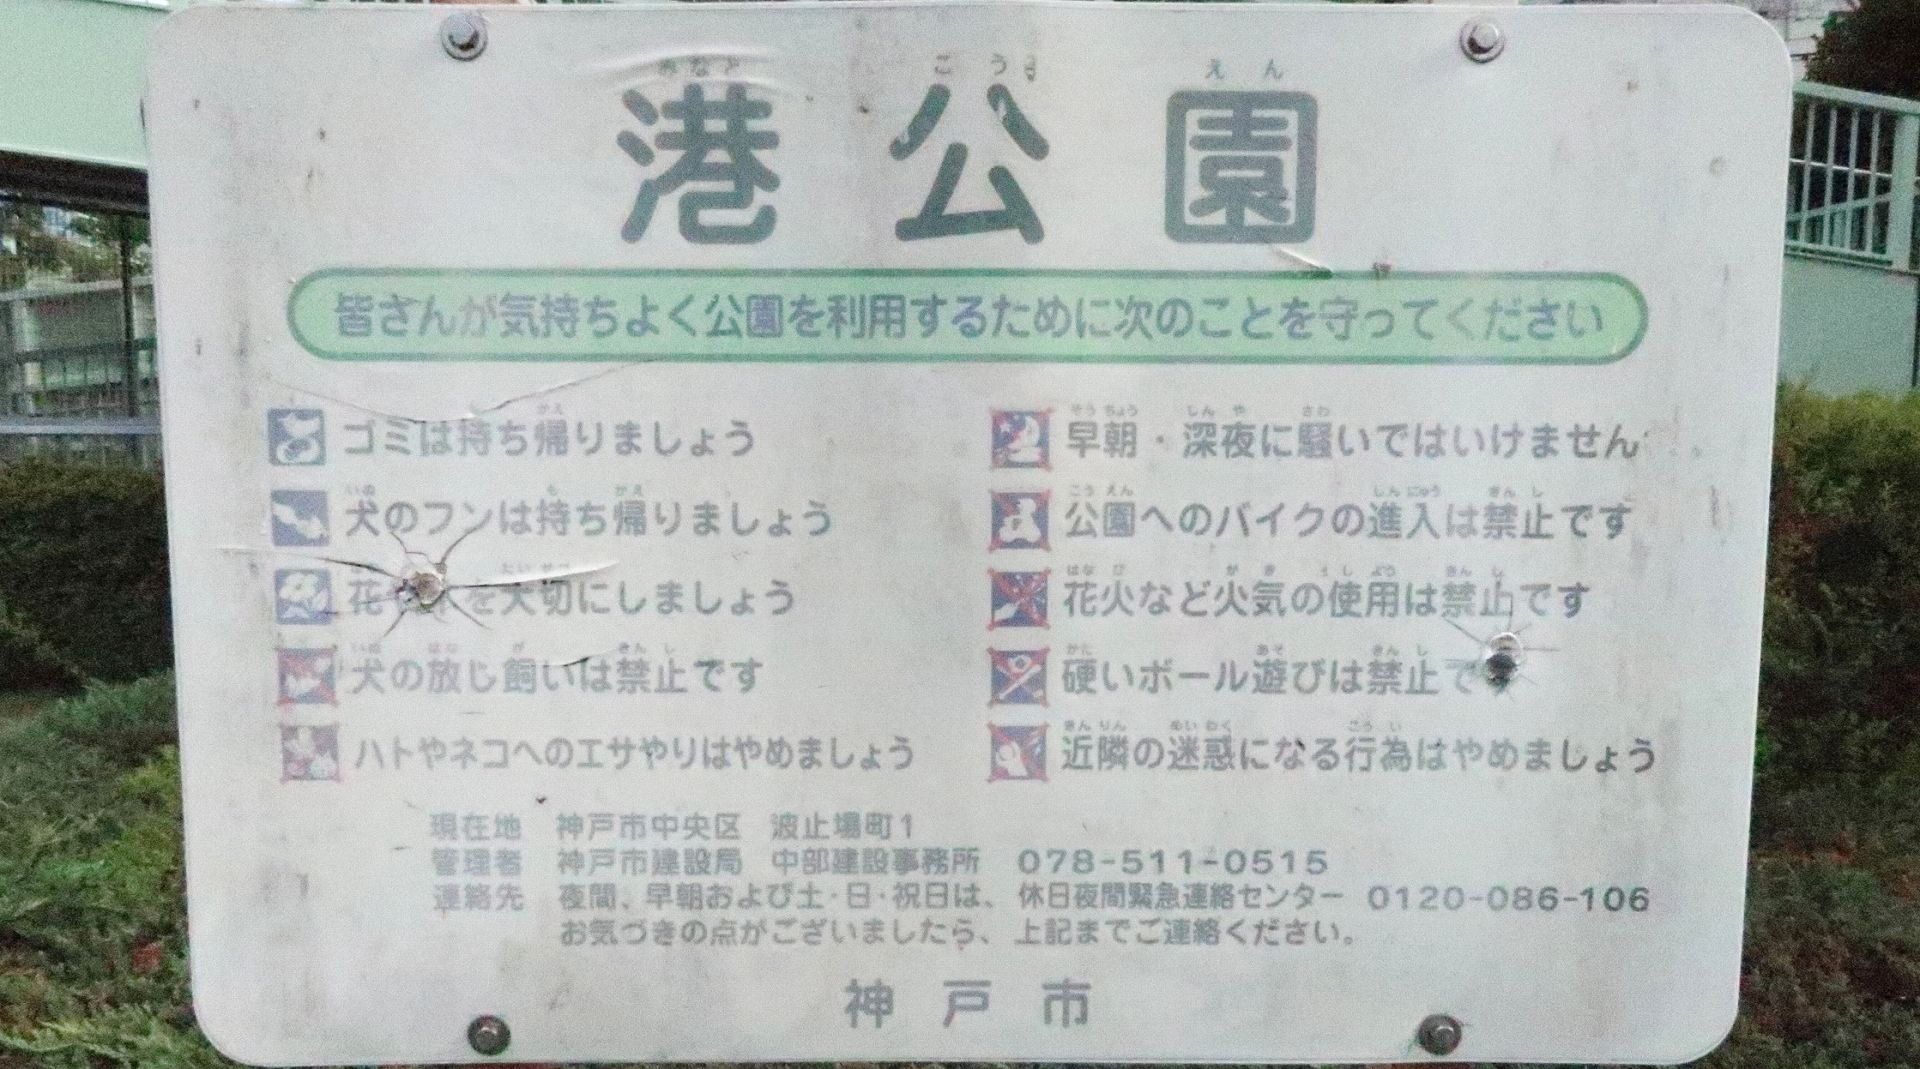 港公園
皆さんが気持ちよく公園を利用するために次のことを守ってください
ゴミは持ち帰りましょう
犬のフンは持ち帰りましょう
花 木を大切にしましょう
犬の放し飼いは禁止です
ハトやネコへのエサやりはやめましょう
早朝・深夜に騒いではいけません
公園へのバイクの進入は禁止です
花火など火気の使用は禁止です
硬いボール遊びは禁止で
近隣の迷惑になる行為はやめましょう
現在地 神戸市中央区 波止場町1
管理者 神戸市建設局 中部建設事務所 078-511-0515
連絡先 夜間、早朝および土・日・祝日は、休日夜間緊急連絡センター 0120-086-106
お気づきの点がございましたら、上記までご連絡ください。
神戸市